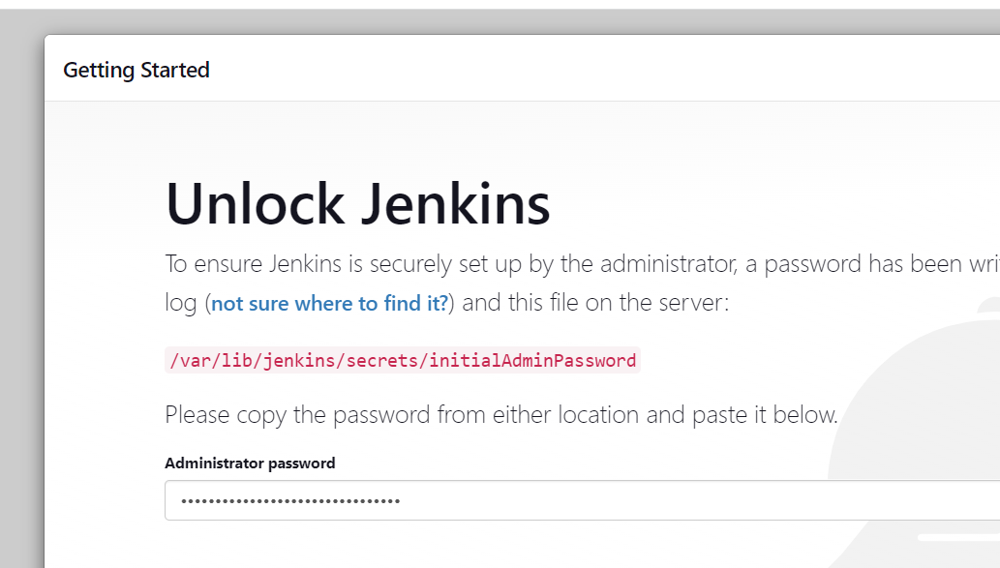 Getting Started
Unlock Jenkins
To ensure Jenkins is securely set up by the administrator, a password has been
log (not sure where to find it?) and this file on the server:
/var/lib/jenkins/secrets/initialAdminPassword
Please copy the password from either location and paste it below.
Administrator password